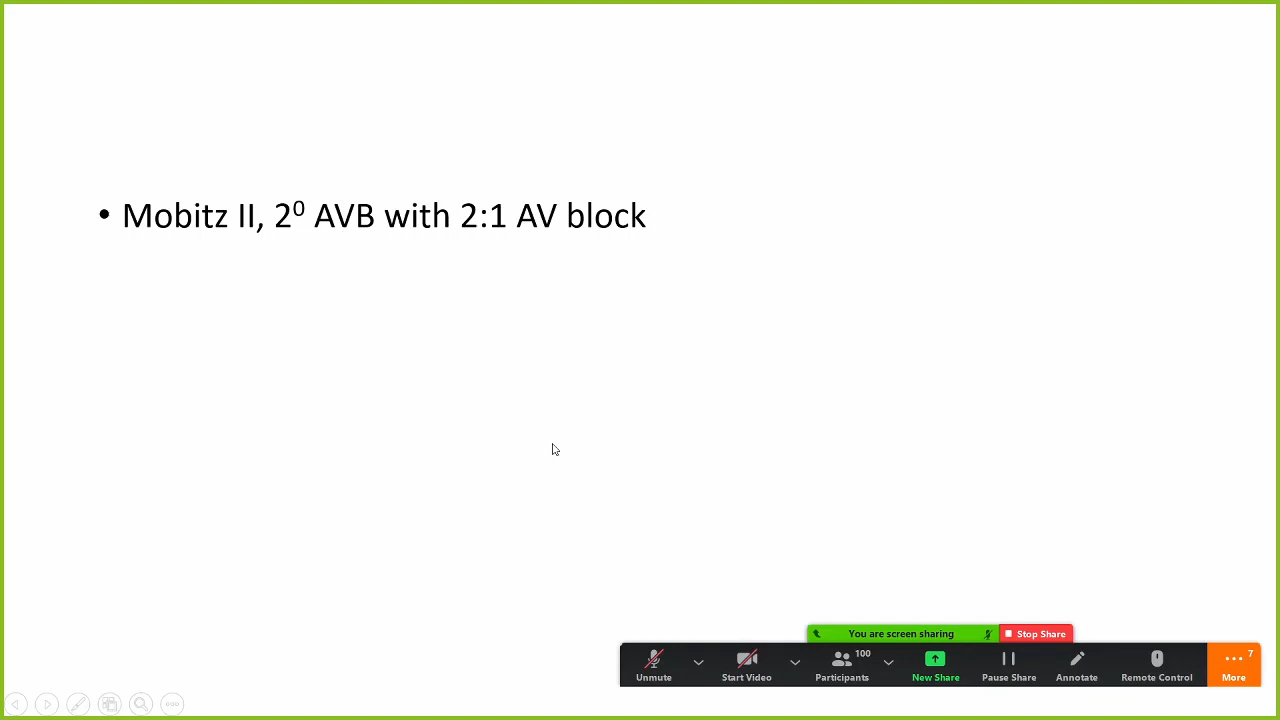 • Mobitz II, 2⁰ AVB with 2:1 AV block
You are screen sharing Stop Share
100
7
Unmute Start Video Participants New Share Pause Share Annotate Remote Control More